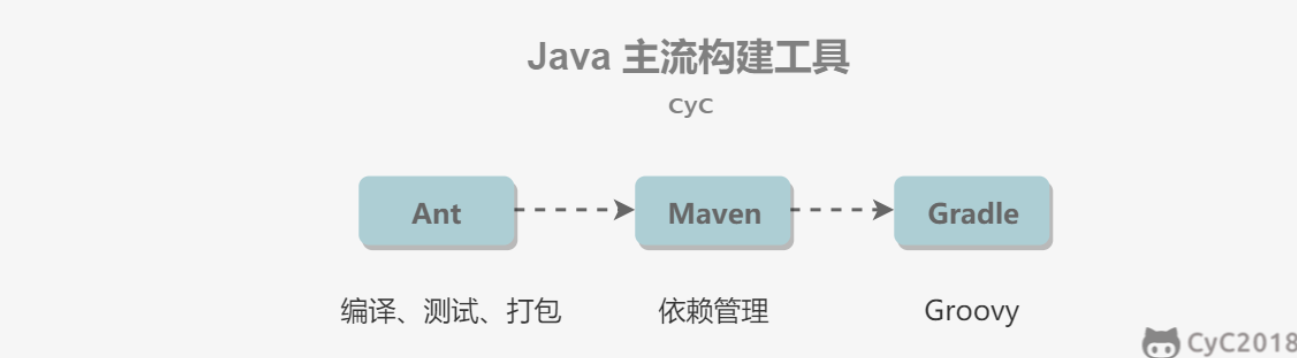 Java 主流构建工具
CyC
Ant
Maven
Gradle
编译、测试、打包
依赖管理
Groovy
CyC2018